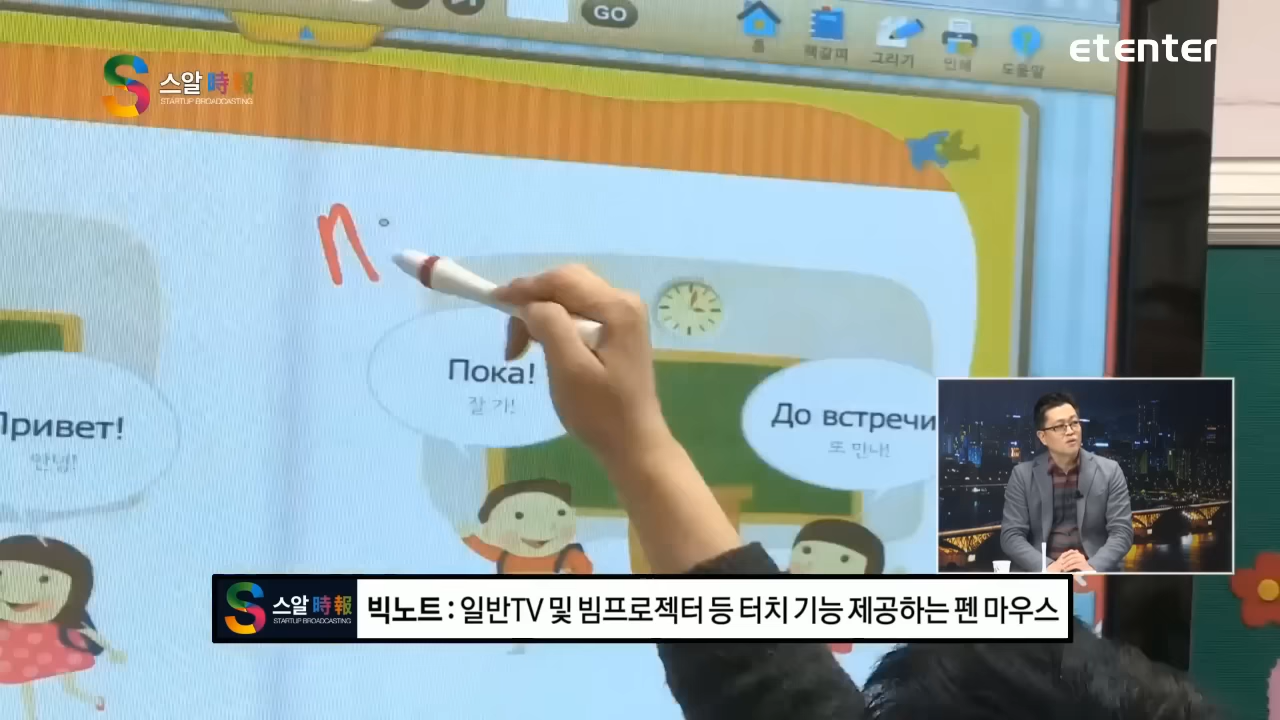 GO
홈
책갈피
그리기
인쇄
도움말
etenter
스알 時報
STARTUP BROADCASTING
n
Пока!
잘 가!
Привет!
안녕!
До встречи
또 만나!
스알 時報
STARTUP BROADCASTING
빅노트 : 일반TV 및 빔프로젝터 등 터치 기능 제공하는 펜 마우스